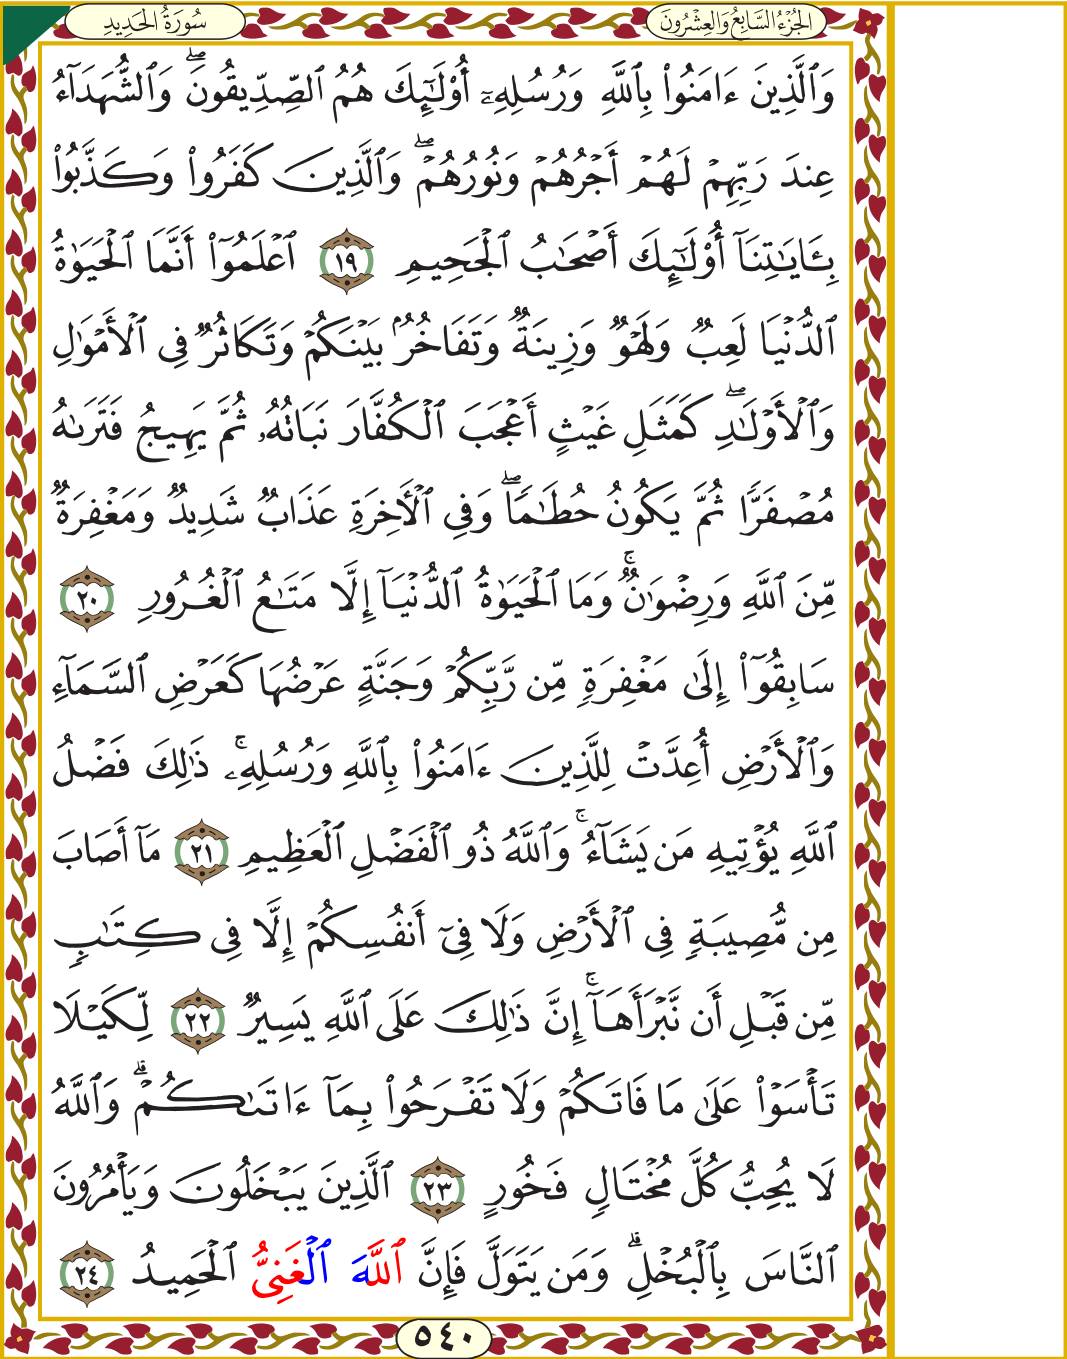 سُورَةُ الحَدِيدِ
الجُزْءُ السَّابِعُ وَالعِشْرُونَ
وَٱلَّذِينَ ءَامَنُوا۟ بِٱللَّهِ وَرُسُلِهِۦٓ أُو۟لَـٰٓئِكَ هُمُ ٱلصِّدِّيقُونَۖ وَٱلشُّهَدَآءُ
عِندَ رَبِّهِمْ لَهُمْ أَجْرُهُمْ وَنُورُهُمْۖ وَٱلَّذِينَ كَفَرُوا۟ وَكَذَّبُوا۟
بِـَٔايَـٰتِنَآ أُو۟لَـٰٓئِكَ أَصْحَـٰبُ ٱلْجَحِيمِ ١٩ ٱعْلَمُوٓا۟ أَنَّمَا ٱلْحَيَوٰةُ
ٱلدُّنْيَا لَعِبٌ وَلَهْوٌ وَزِينَةٌ وَتَفَاخُرٌۢ بَيْنَكُمْ وَتَكَاثُرٌ فِى ٱلْأَمْوَٰلِ
وَٱلْأَوْلَـٰدِۖ كَمَثَلِ غَيْثٍ أَعْجَبَ ٱلْكُفَّارَ نَبَاتُهُۥ ثُمَّ يَهِيجُ فَتَرَىٰهُ
مُصْفَرًّا ثُمَّ يَكُونُ حُطَـٰمًاۖ وَفِى ٱلْـَٔاخِرَةِ عَذَابٌ شَدِيدٌ وَمَغْفِرَةٌ
مِّنَ ٱللَّهِ وَرِضْوَٰنٌۚ وَمَا ٱلْحَيَوٰةُ ٱلدُّنْيَآ إِلَّا مَتَـٰعُ ٱلْغُرُورِ ٢٠
سَابِقُوٓا۟ إِلَىٰ مَغْفِرَةٍ مِّن رَّبِّكُمْ وَجَنَّةٍ عَرْضُهَا كَعَرْضِ ٱلسَّمَآءِ
وَٱلْأَرْضِ أُعِدَّتْ لِلَّذِينَ ءَامَنُوا۟ بِٱللَّهِ وَرُسُلِهِۦۚ ذَٰلِكَ فَضْلُ
ٱللَّهِ يُؤْتِيهِ مَن يَشَآءُۚ وَٱللَّهُ ذُو ٱلْفَضْلِ ٱلْعَظِيمِ ٢١ مَآ أَصَابَ
مِن مُّصِيبَةٍ فِى ٱلْأَرْضِ وَلَا فِىٓ أَنفُسِكُمْ إِلَّا فِى كِتَـٰبٍ
مِّن قَبْلِ أَن نَّبْرَأَهَآۚ إِنَّ ذَٰلِكَ عَلَى ٱللَّهِ يَسِيرٌ ٢٢ لِّكَيْلَا
تَأْسَوْا۟ عَلَىٰ مَا فَاتَكُمْ وَلَا تَفْرَحُوا۟ بِمَآ ءَاتَىٰكُمْۗ وَٱللَّهُ
لَا يُحِبُّ كُلَّ مُخْتَالٍ فَخُورٍ ٢٣ ٱلَّذِينَ يَبْخَلُونَ وَيَأْمُرُونَ
ٱلنَّاسَ بِٱلْبُخْلِۗ وَمَن يَتَوَلَّ فَإِنَّ ٱللَّهَ ٱلْغَنِىُّ ٱلْحَمِيدُ ٢٤
٥٤٠